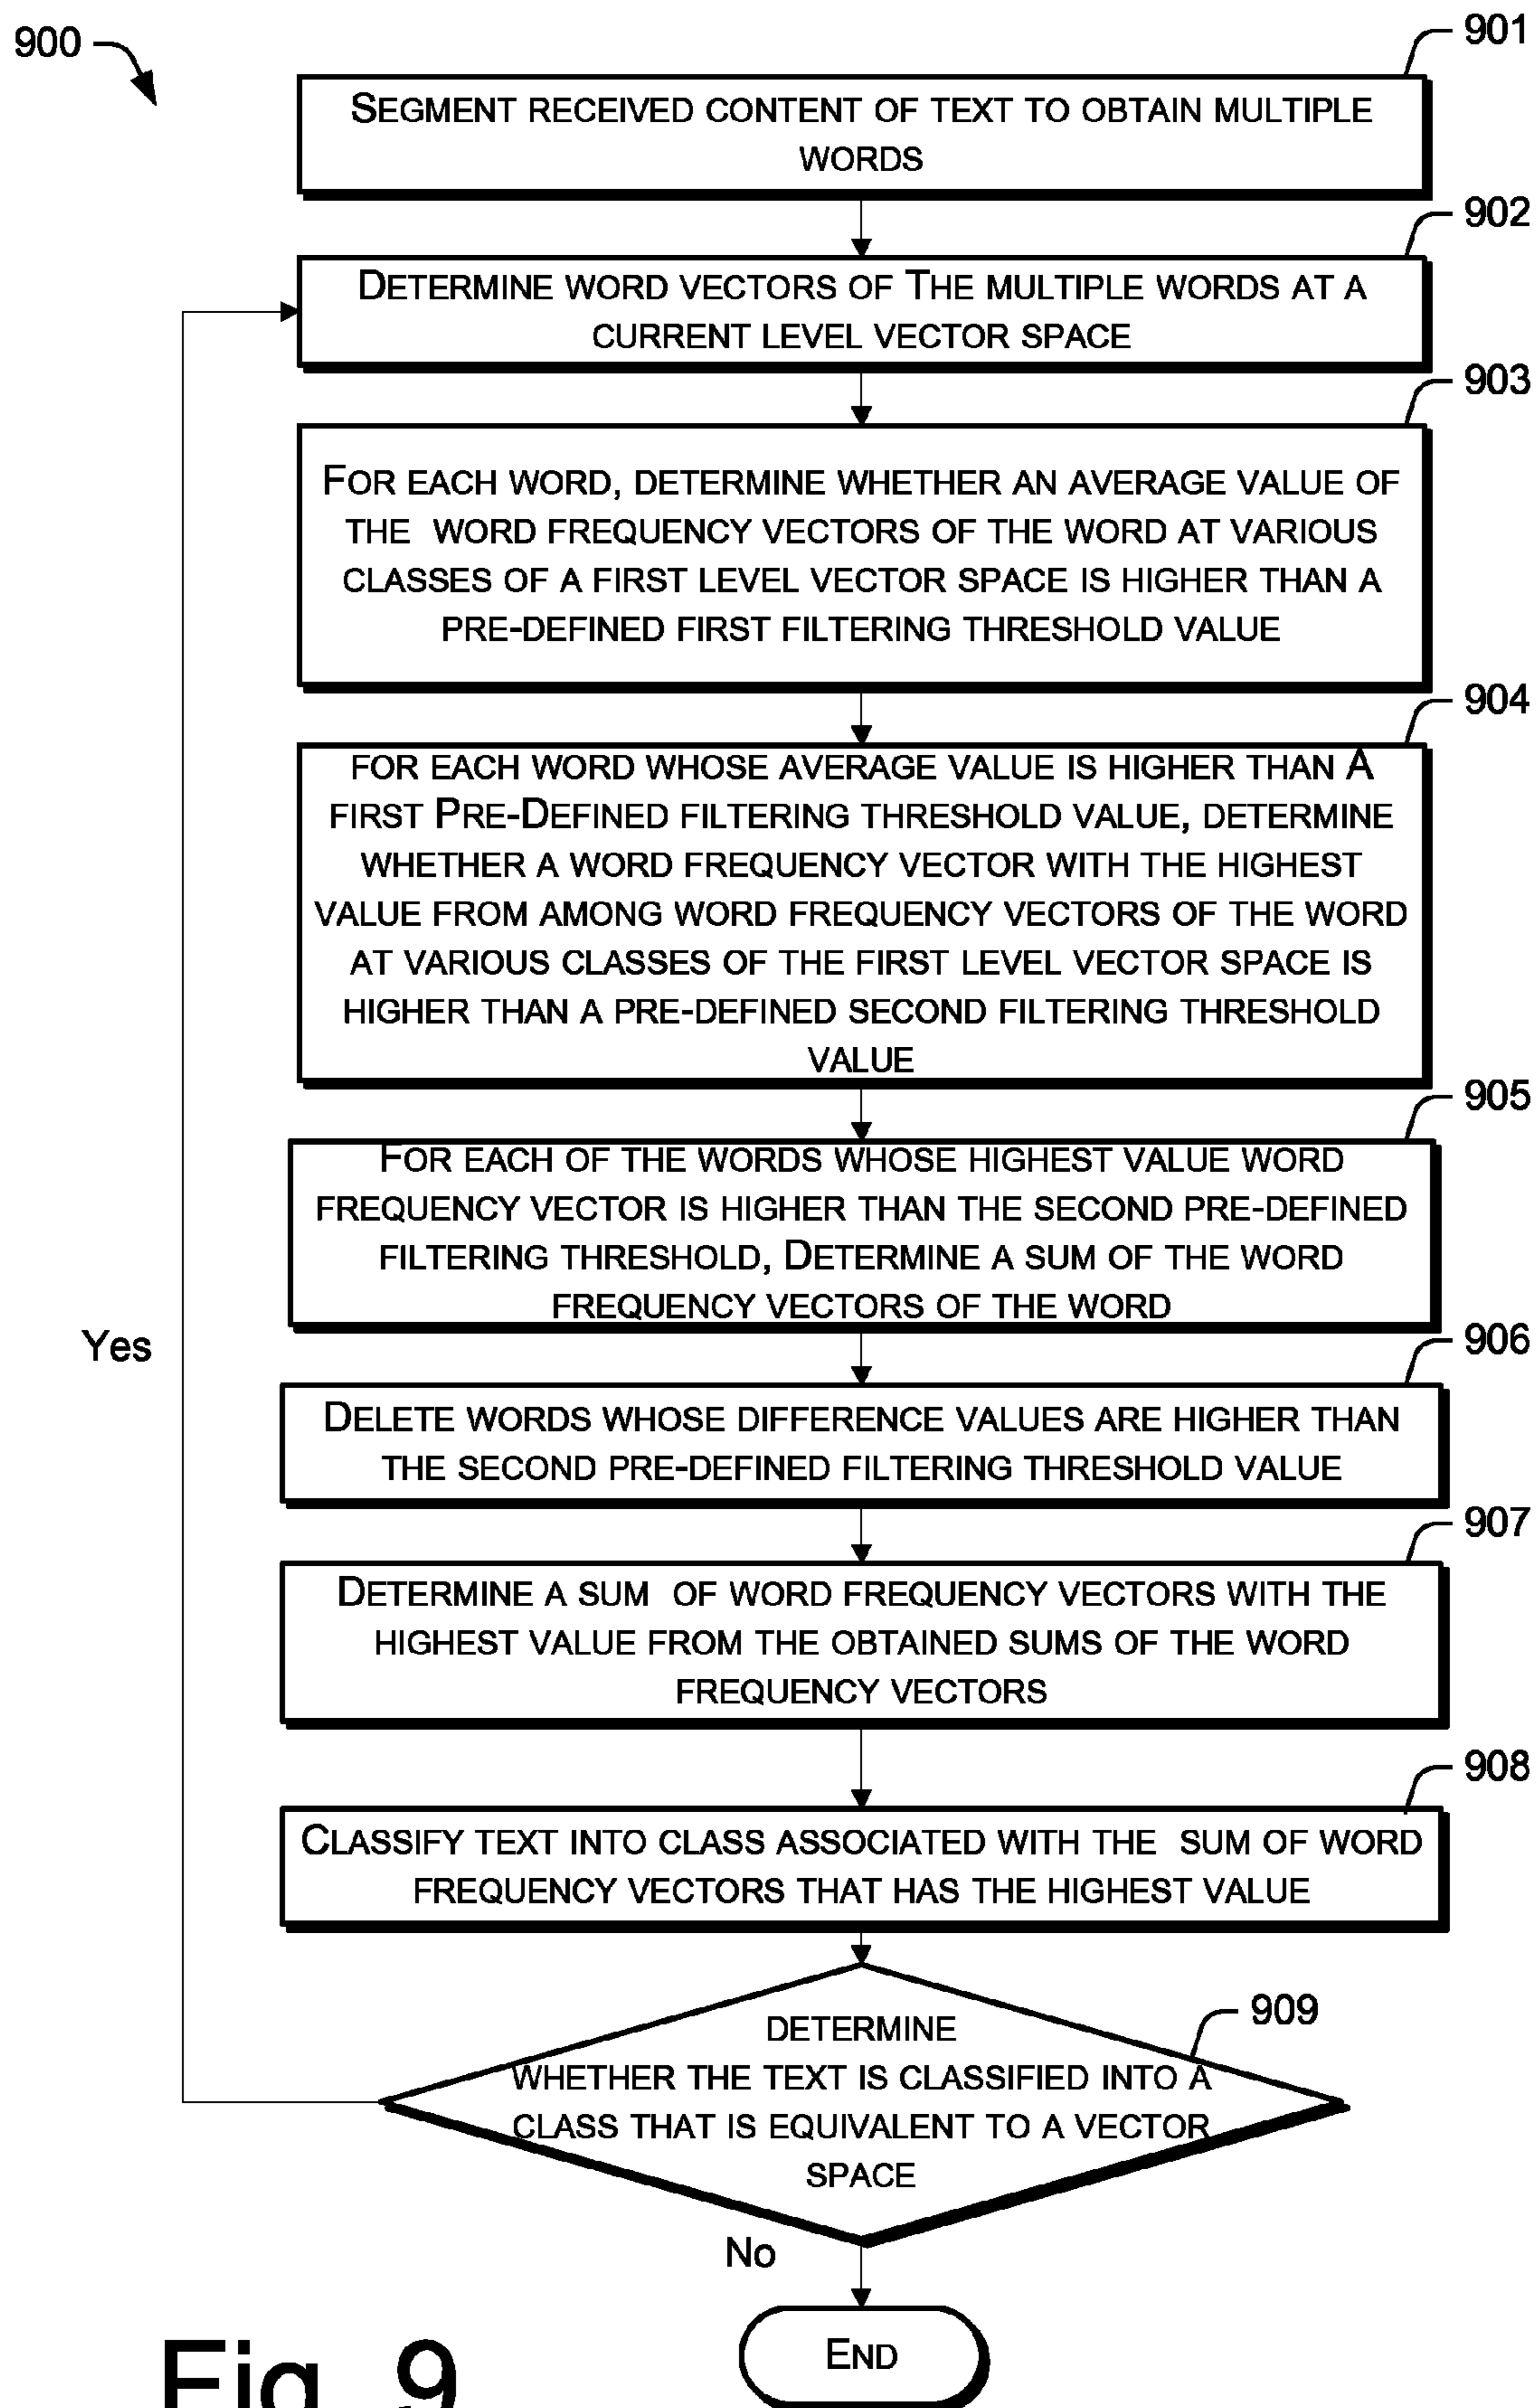 900
901
SEGMENT RECEIVED CONTENT OF TEXT TO OBTAIN MULTIPLE
WORDS
902
DETERMINE WORD VECTORS OF THE MULTIPLE WORDS AT A
CURRENT LEVEL VECTOR SPACE
903
FOR EACH WORD, DETERMINE WHETHER AN AVERAGE VALUE OF
THE WORD FREQUENCY VECTORS OF THE WORD AT VARIOUS
CLASSES OF A FIRST LEVEL VECTOR SPACE IS HIGHER THAN A
PRE-DEFINED FIRST FILTERING THRESHOLD VALUE
904
FOR EACH WORD WHOSE AVERAGE VALUE IS HIGHER THAN A
FIRST PRE-DEFINED FILTERING THRESHOLD VALUE, DETERMINE
WHETHER A WORD FREQUENCY VECTOR WITH THE HIGHEST
VALUE FROM AMONG WORD FREQUENCY VECTORS OF THE WORD
AT VARIOUS CLASSES OF THE FIRST LEVEL VECTOR SPACE IS
HIGHER THAN A PRE-DEFINED SECOND FILTERING THRESHOLD
VALUE
905
FOR EACH OF THE WORDS WHOSE HIGHEST VALUE WORD
FREQUENCY VECTOR IS HIGHER THAN THE SECOND PRE-DEFINED
FILTERING THRESHOLD, DETERMINE A SUM OF THE WORD
FREQUENCY VECTORS OF THE WORD
Yes
906
DELETE WORDS WHOSE DIFFERENCE VALUES ARE HIGHER THAN
THE SECOND PRE-DEFINED FILTERING THRESHOLD VALUE
907
DETERMINE A SUM OF WORD FREQUENCY VECTORS WITH THE
HIGHEST VALUE FROM THE OBTAINED SUMS OF THE WORD
FREQUENCY VECTORS
908
CLASSIFY TEXT INTO CLASS ASSOCIATED WITH THE SUM OF WORD
FREQUENCY VECTORS THAT HAS THE HIGHEST VALUE
909
DETERMINE
WHETHER THE TEXT IS CLASSIFIED INTO A
CLASS THAT IS EQUIVALENT TO A VECTOR
SPACE
No
END
Fig. 9